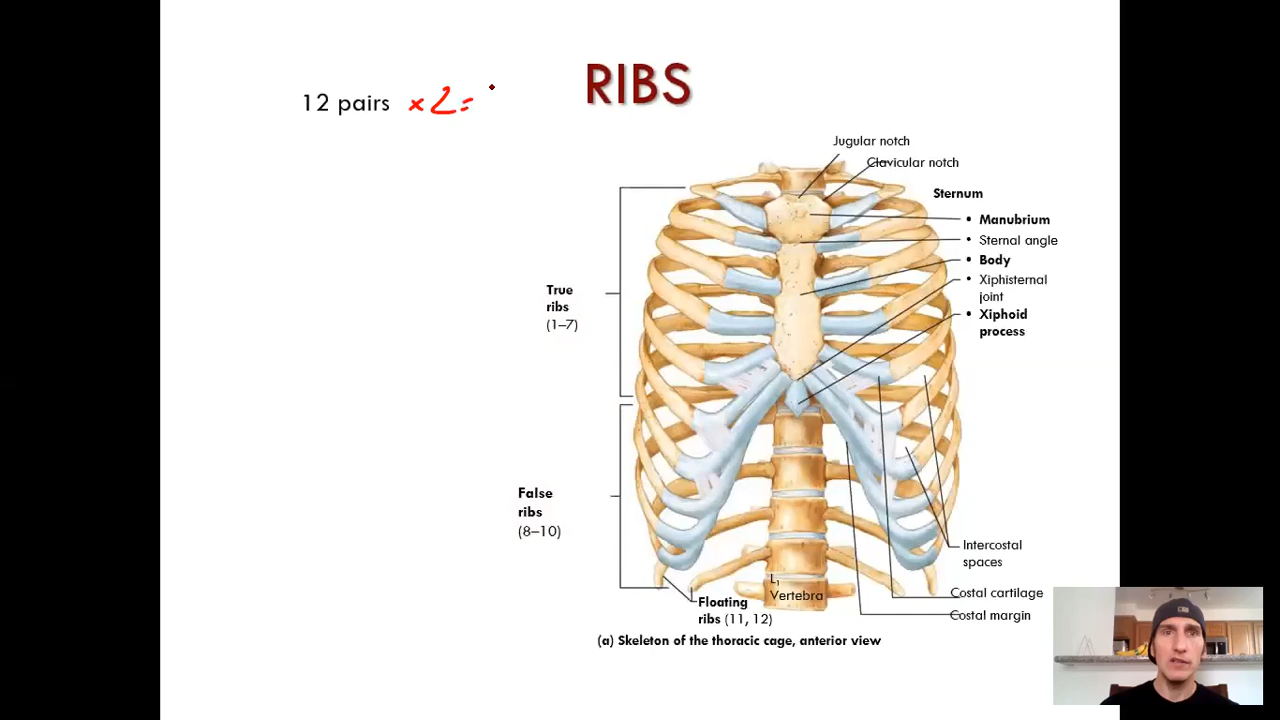 RIBS
12 pairs x2=
Jugular notch
Clavicular notch
Sternum
• Manubrium
• Sternal angle
• Body
• Xiphisternal
joint
• Xiphoid
process
True
ribs
(1–7)
False
ribs
(8–10)
Intercostal
spaces
L1
Vertebra
Costal cartilage
Floating
ribs (11, 12)
Costal margin
(a) Skeleton of the thoracic cage, anterior view